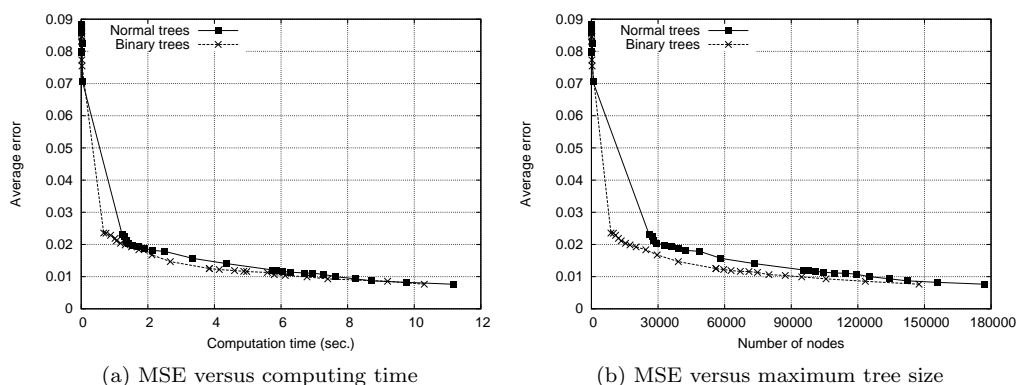 0.09
0.08
0.07
0.06
0.05
0.04
0.03
0.02
0.01
0
Average error
Normal trees
Binary trees
0 2 4 6 8 10 12
Computation time (sec.)
(a) MSE versus computing time
0.09
0.08
0.07
0.06
0.05
0.04
0.03
0.02
0.01
0
Average error
Normal trees
Binary trees
0 30000 60000 90000 120000 150000 180000
Number of nodes
(b) MSE versus maximum tree size